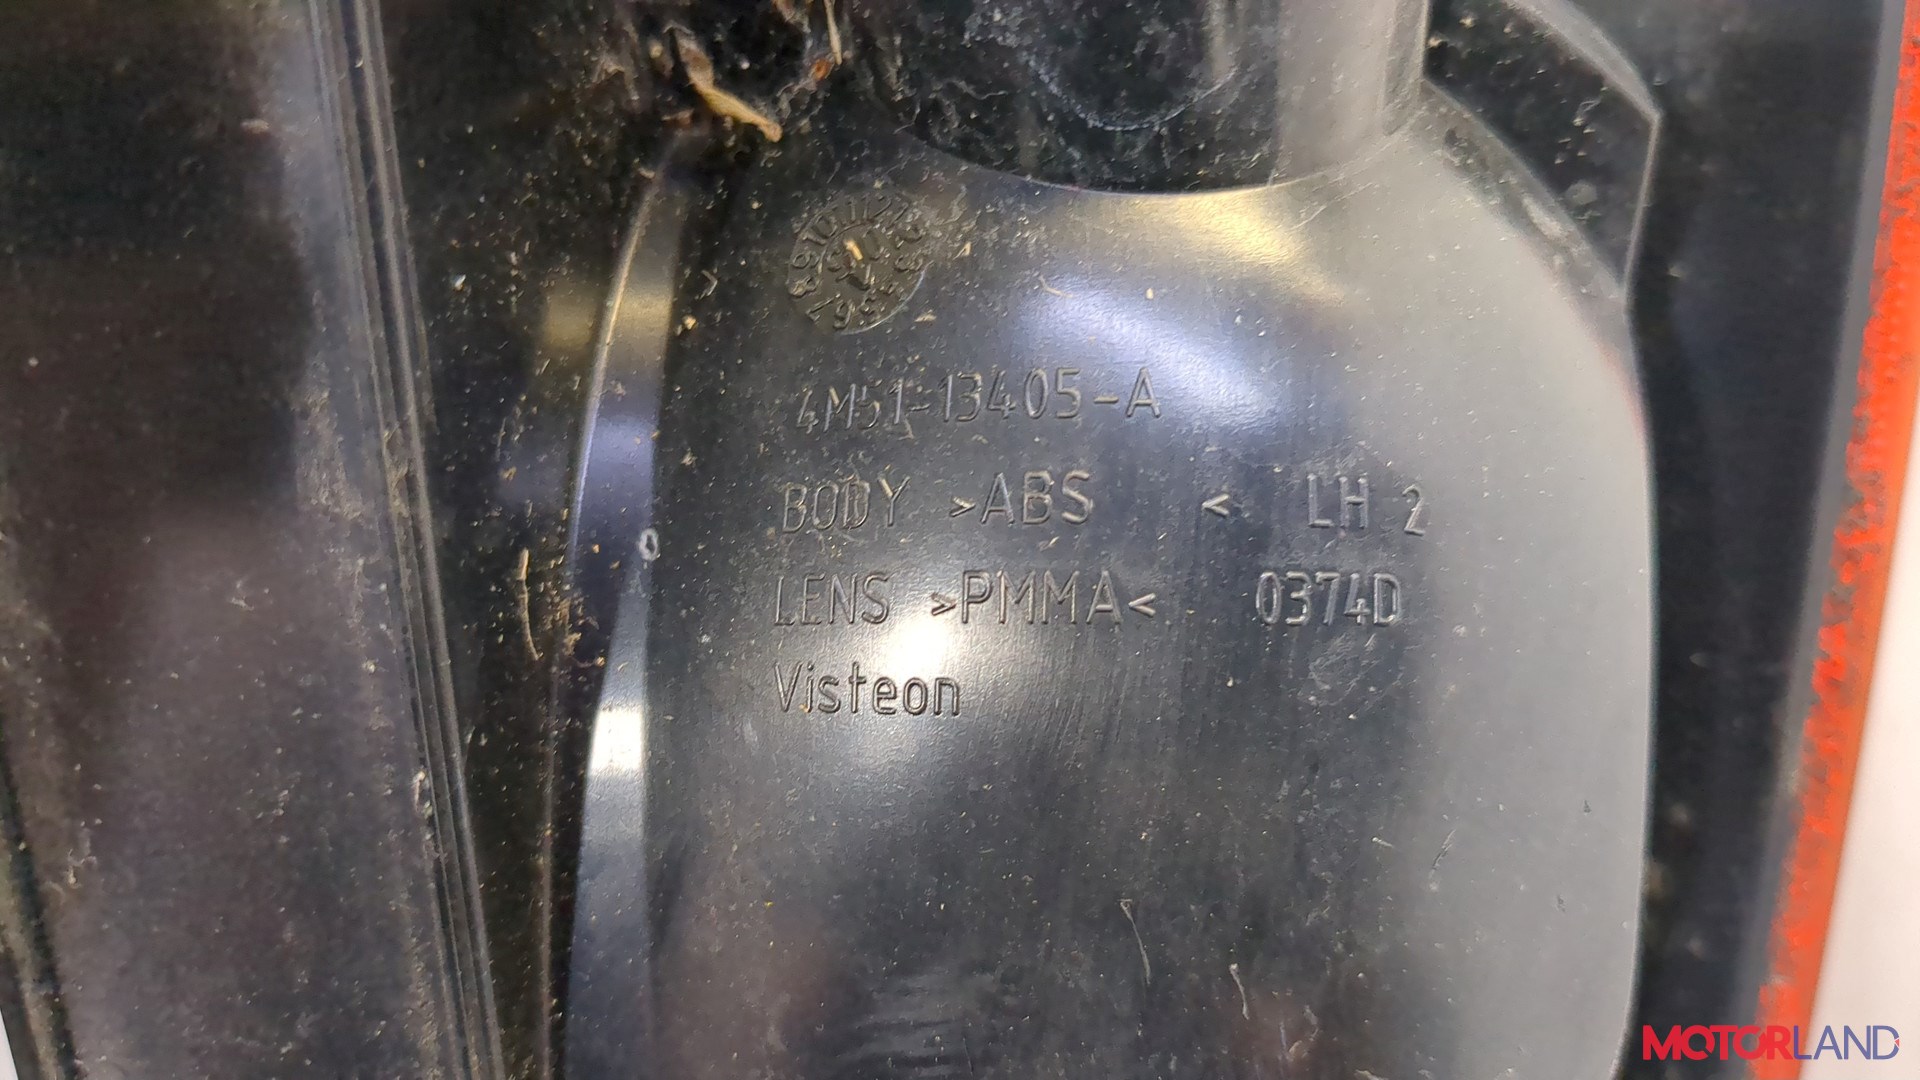 4M51-13405-A
BODY >ABS < LH 2
LENS >PMMA< 0374D
Visteon
MOTORLAND